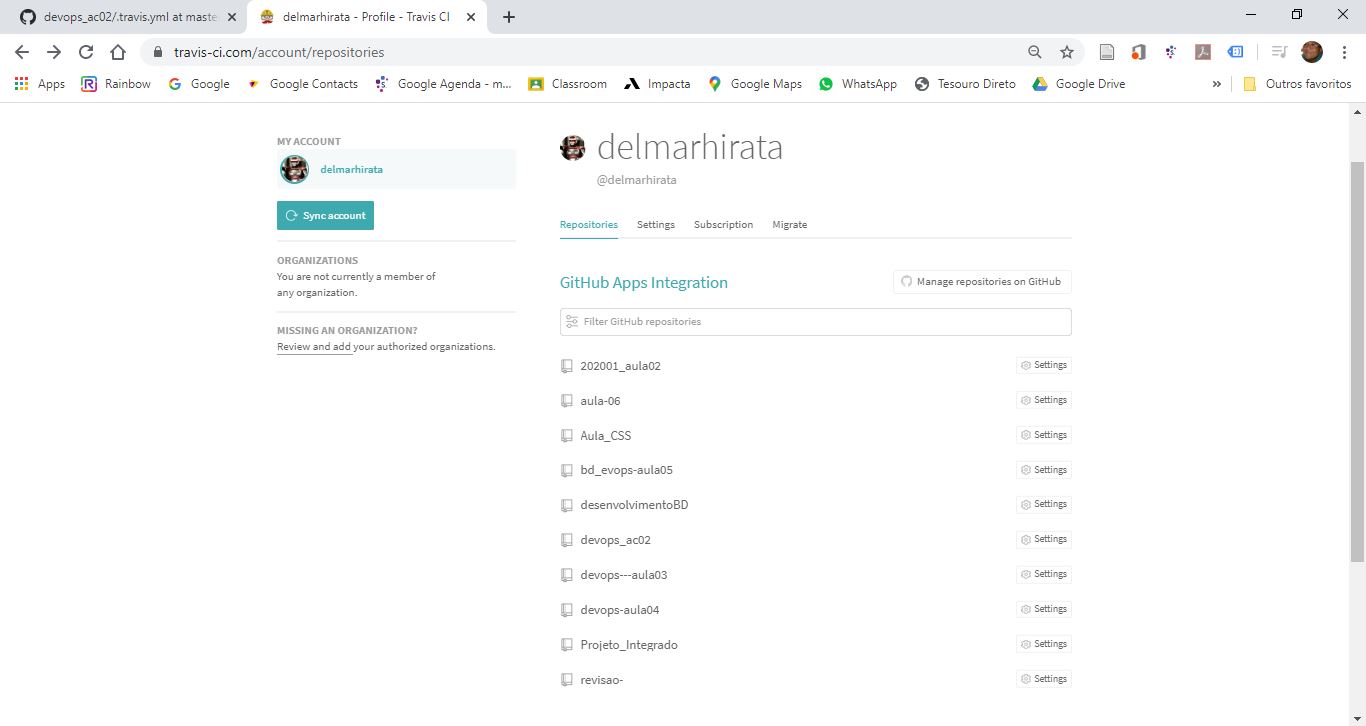 devops_ac02/.travis.yml at maste
delmarhirata - Profile - Travis CI
travis-ci.com/account/repositories
Apps Rainbow Google Google Contacts Google Agenda - m... Classroom Impacta Google Maps WhatsApp Tesouro Direto Google Drive » Outros favoritos
MY ACCOUNT
delmarhirata
Sync account
ORGANIZATIONS
You are not currently a member of
any organization.
MISSING AN ORGANIZATION?
Review and add your authorized organizations.
delmarhirata
@delmarhirata
Repositories Settings Subscription Migrate
GitHub Apps Integration
Manage repositories on GitHub
Filter GitHub repositories
202001_aula02 Settings
aula-06 Settings
Aula_CSS Settings
bd_evops-aula05 Settings
desenvolvimentoBD Settings
devops_ac02 Settings
devops---aula03 Settings
devops-aula04 Settings
Projeto_Integrado Settings
revisao- Settings